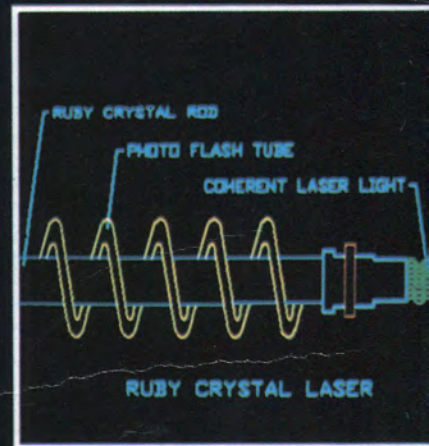 RUBY CRYSTAL ROD
PHOTO FLASH TUBE
COHERENT LASER LIGHT
RUBY CRYSTAL LASER